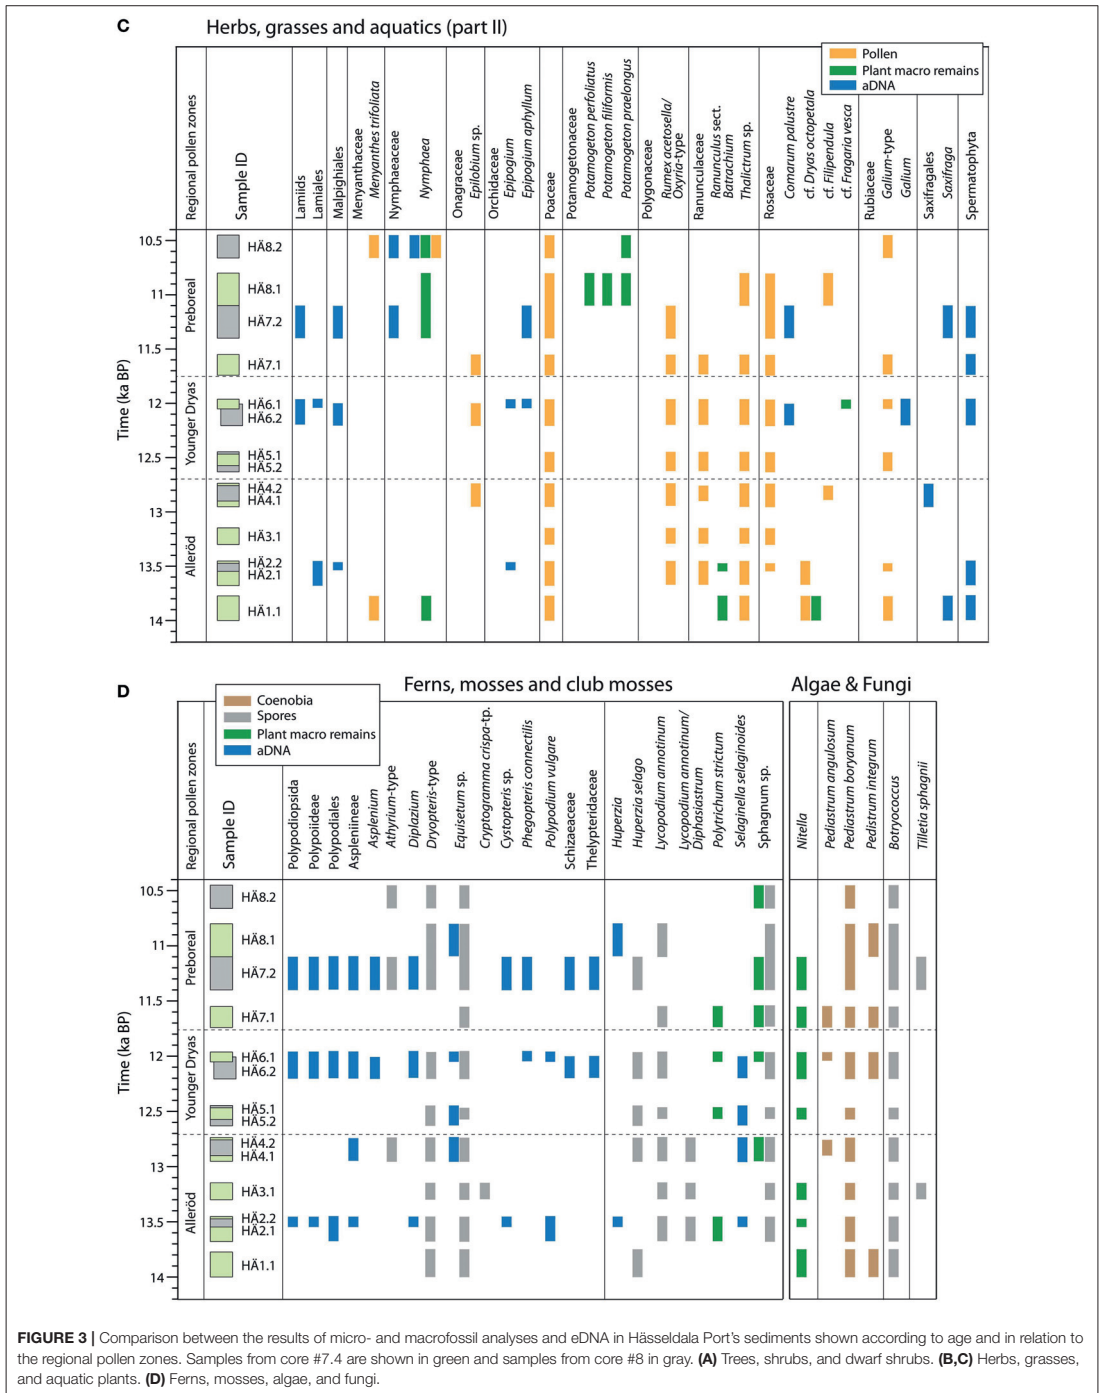 C Herbs, grasses and aquatics (part II)
Pollen
Plant macro remains
aDNA
Regional pollen zones
Sample ID
Lamiids
Lamiales
Malpighiales
Menyanthaceae
Menyanthes trifoliata
Nymphaeaceae
Nymphaea
Onagraceae
Epilobium sp.
Orchidaceae
Epipogium
Epipogium aphyllum
Poaceae
Potamogetonaceae
Potamogeton perfoliatus
Potamogeton filiformis
Potamogeton praelongus
Polygonaceae
Rumex acetosella/
Oxyria-type
Ranunculaceae
Ranunculus sect.
Batrachium
Thalictrum sp.
Rosaceae
Comarum palustre
cf. Dryas octopetala
cf. Filipendula
cf. Fragaria vesca
Rubiaceae
Galium-type
Galium
Saxifragales
Saxifraga
Spermatophyta
Time (ka BP)
10.5
11
11.5
12
12.5
13
13.5
14
Preboreal
Younger Dryas
Alleröd
HÄ8.2
HÄ8.1
HÄ7.2
HÄ7.1
HÄ6.1
HÄ6.2
HÄ5.1
HÄ5.2
HÄ4.2
HÄ4.1
HÄ3.1
HÄ2.2
HÄ2.1
HÄ1.1
D Ferns, mosses and club mosses Algae & Fungi
Coenobia
Spores
Plant macro remains
aDNA
Regional pollen zones
Sample ID
Polypodiopsida
Polypoiideae
Polypodiales
Aspleniineae
Asplenium
Athyrium-type
Diplazium
Dryopteris-type
Equisetum sp.
Cryptogramma crispa-tp.
Cystopteris sp.
Phegopteris connectilis
Polypodium vulgare
Schizaeaceae
Thelypteridaceae
Huperzia
Huperzia selago
Lycopodium annotinum
Lycopodium annotinum/
Diphasiastrum
Polytrichum strictum
Selaginella selaginoides
Sphagnum sp.
Nitella
Pediastrum angulosum
Pediastrum boryanum
Pedistrum integrum
Botryococcus
Tilletia sphagnii
Time (ka BP)
10.5
11
11.5
12
12.5
13
13.5
14
Preboreal
Younger Dryas
Alleröd
HÄ8.2
HÄ8.1
HÄ7.2
HÄ7.1
HÄ6.1
HÄ6.2
HÄ5.1
HÄ5.2
HÄ4.2
HÄ4.1
HÄ3.1
HÄ2.2
HÄ2.1
HÄ1.1
FIGURE 3 | Comparison between the results of micro- and macrofossil analyses and eDNA in Hässeldala Port's sediments shown according to age and in relation to
the regional pollen zones. Samples from core #7.4 are shown in green and samples from core #8 in gray. (A) Trees, shrubs, and dwarf shrubs. (B,C) Herbs, grasses,
and aquatic plants. (D) Ferns, mosses, algae, and fungi.